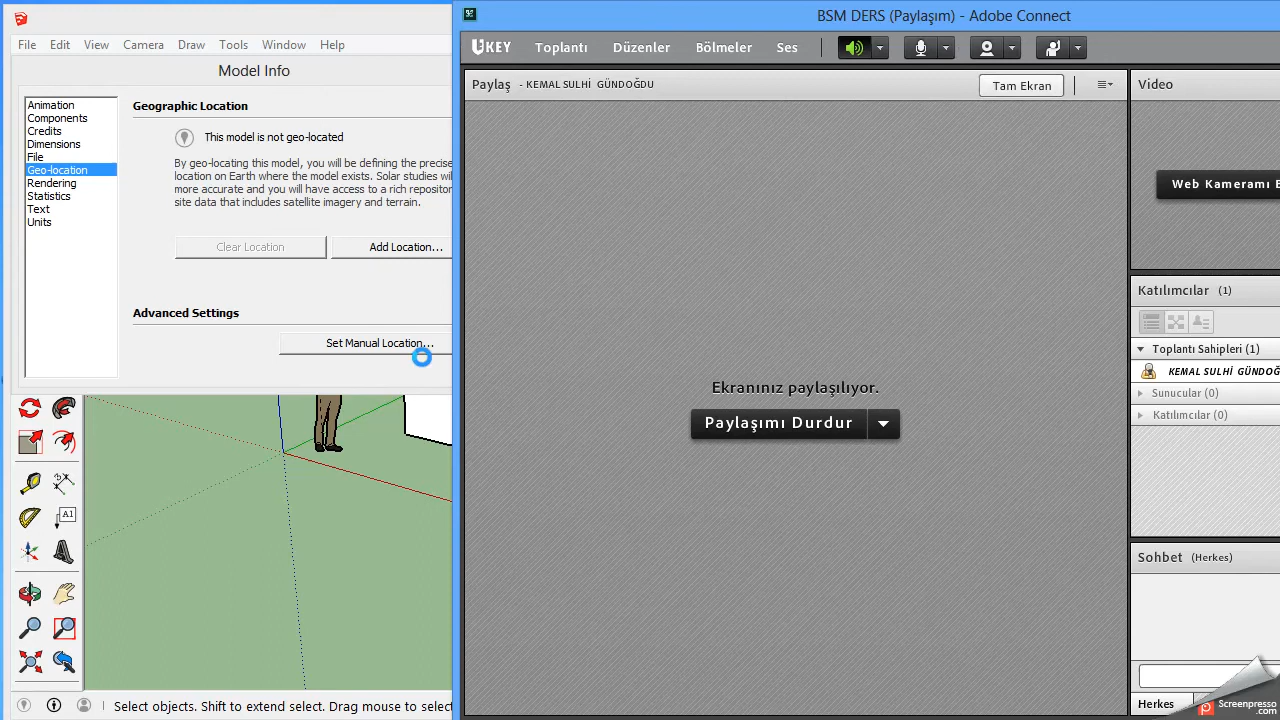 File Edit View Camera Draw Tools Window Help
Model Info
Animation
Components
Credits
Dimensions
File
Geo-location
Rendering
Statistics
Text
Units
Geographic Location
This model is not geo-located
By geo-locating this model, you will be defining the precise
location on Earth where the model exists. Solar studies will
more accurate and you will have access to a rich repositor
site data that includes satellite imagery and terrain.
Clear Location
Add Location...
Advanced Settings
Set Manual Location...
A1
Select objects. Shift to extend select. Drag mouse to selec
BSM DERS (Paylaşım) - Adobe Connect
UKEY Toplantı Düzenler Bölmeler Ses
Paylaş - KEMAL SULHİ GÜNDOĞDU
Tam Ekran
Ekranınız paylaşılıyor.
Paylaşımı Durdur
Video
Web Kameramı B
Katılımcılar (1)
Toplantı Sahipleri (1)
KEMAL SULHİ GÜNDOĞ
Sunucular (0)
Katılımcılar (0)
Sohbet (Herkes)
Herkes
Screenpresso
.com